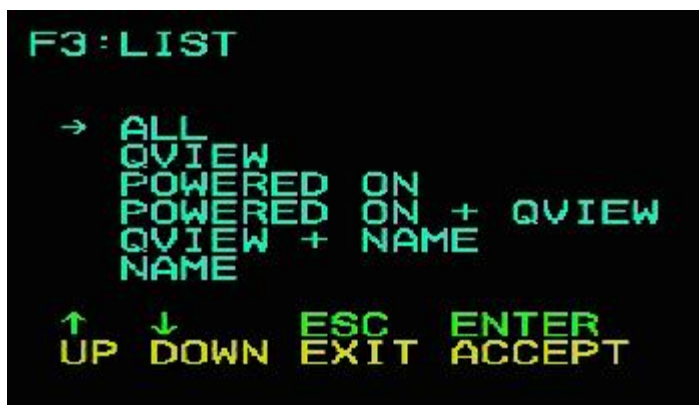 F3:LIST
→ ALL
QVIEW
POWERED ON
POWERED ON + QVIEW
QVIEW + NAME
NAME
↑ ↓ ESC ENTER
UP DOWN EXIT ACCEPT